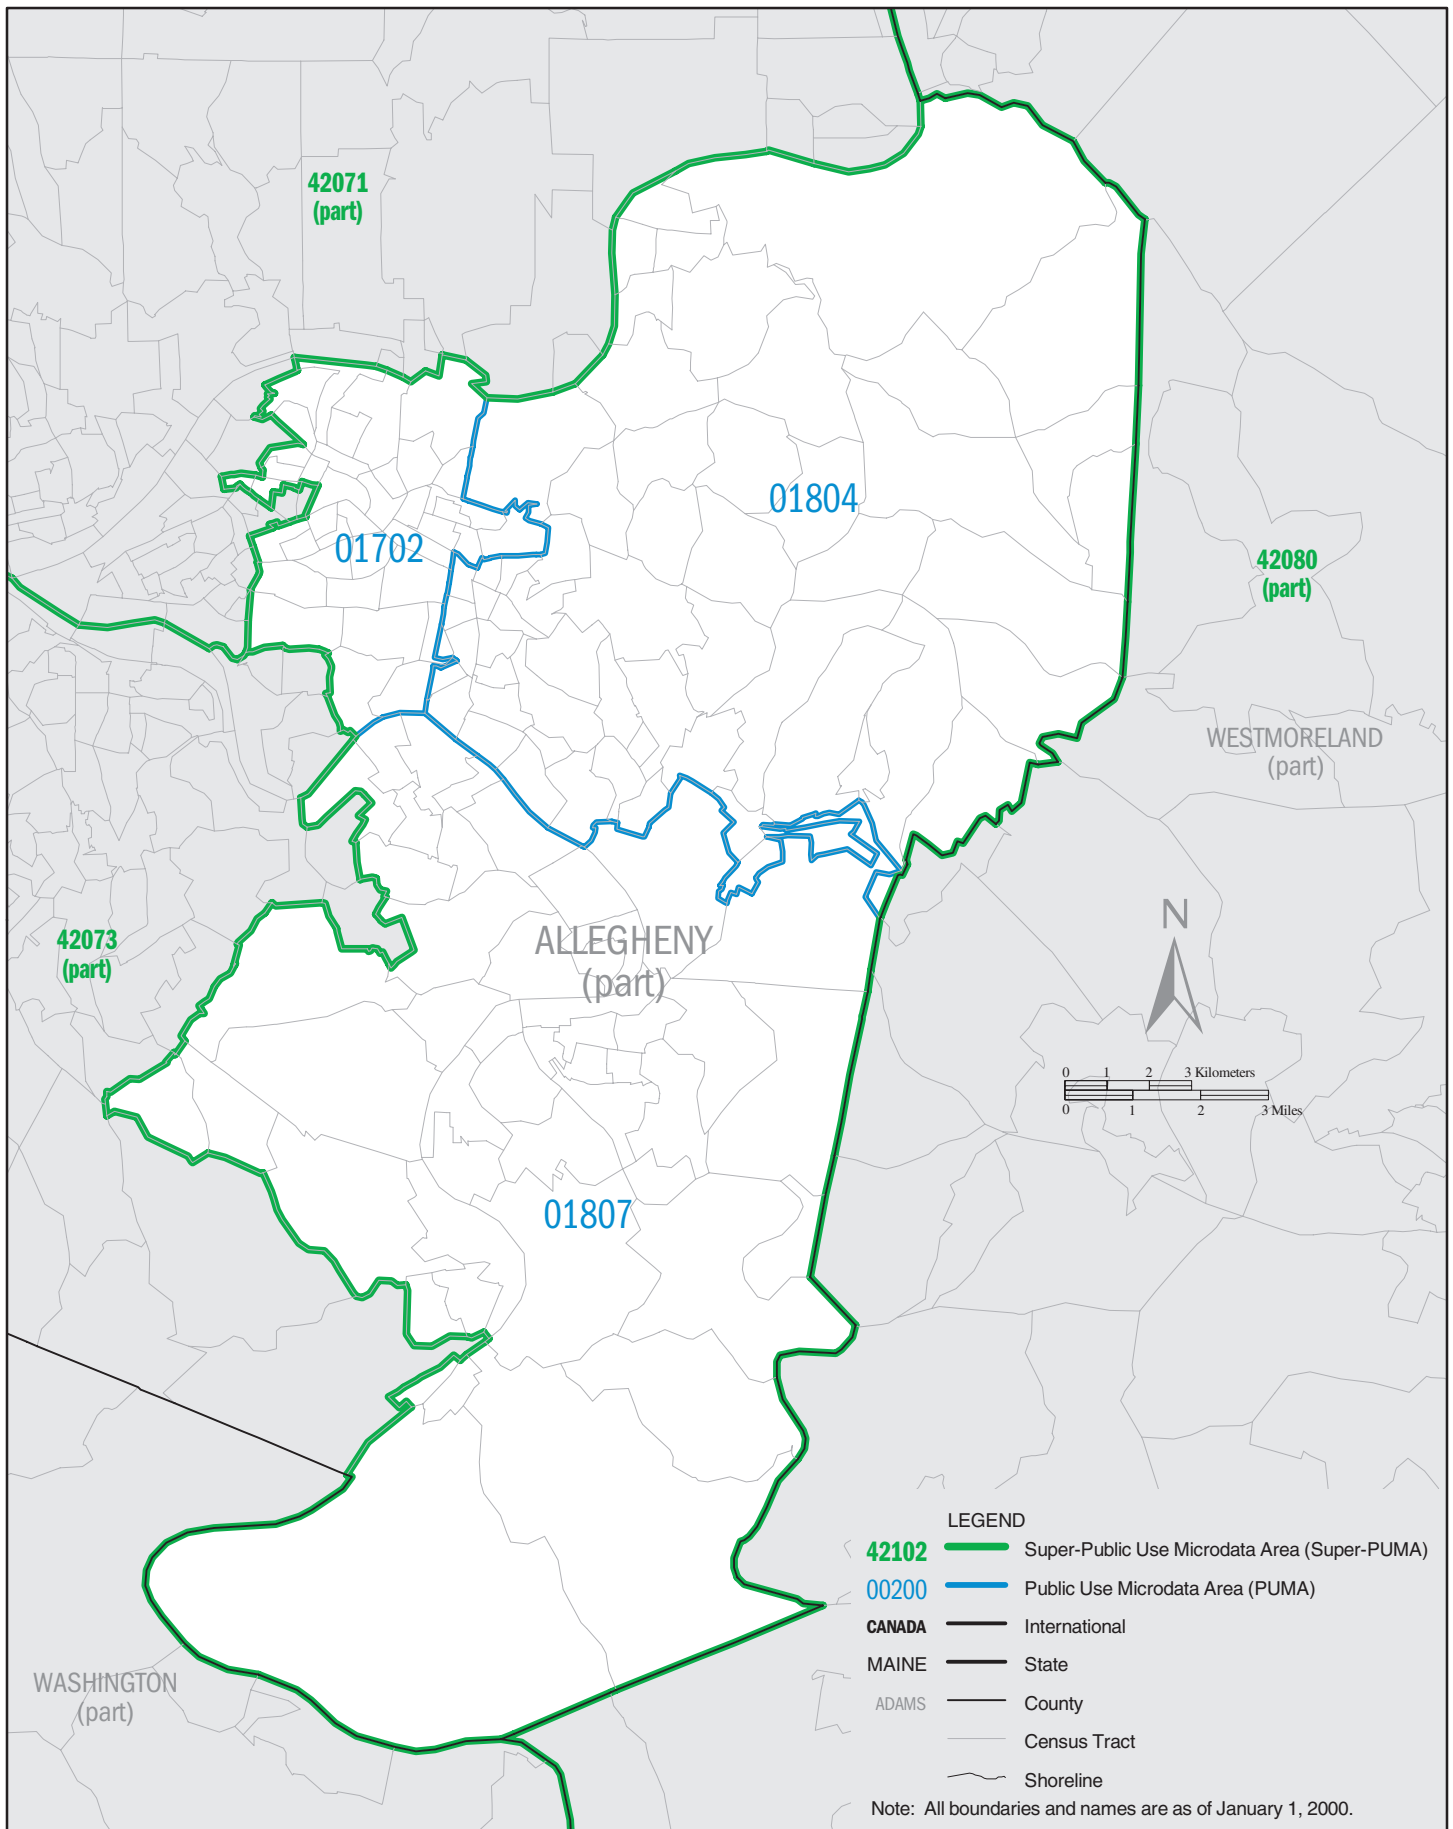 42071
(part)
01804
01702
42080
(part)
WESTMORELAND
(part)
42073
(part)
ALLEGHENY
(part)
N
0 1 2 3 Kilometers
0 1 2 3 Miles
01807
WASHINGTON
(part)
LEGEND
42102 Super-Public Use Microdata Area (Super-PUMA)
00200 Public Use Microdata Area (PUMA)
CANADA International
MAINE State
ADAMS County
Census Tract
Shoreline
Note: All boundaries and names are as of January 1, 2000.